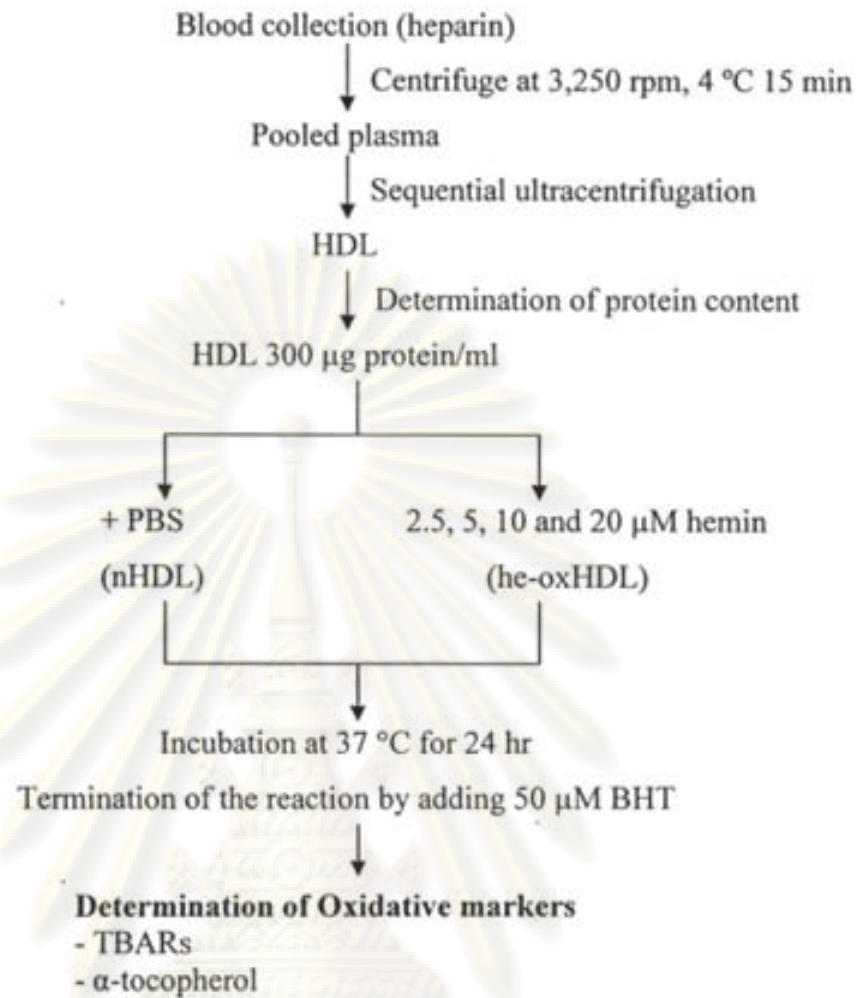 Blood collection (heparin)
Centrifuge at 3,250 rpm, 4 °C 15 min
Pooled plasma
Sequential ultracentrifugation
HDL
Determination of protein content
HDL 300 µg protein/ml
+ PBS
2.5, 5, 10 and 20 µM hemin
(nHDL)
(he-oxHDL)
Incubation at 37 °C for 24 hr
Termination of the reaction by adding 50 µM BHT
Determination of Oxidative markers
- TBARs
- α-tocopherol